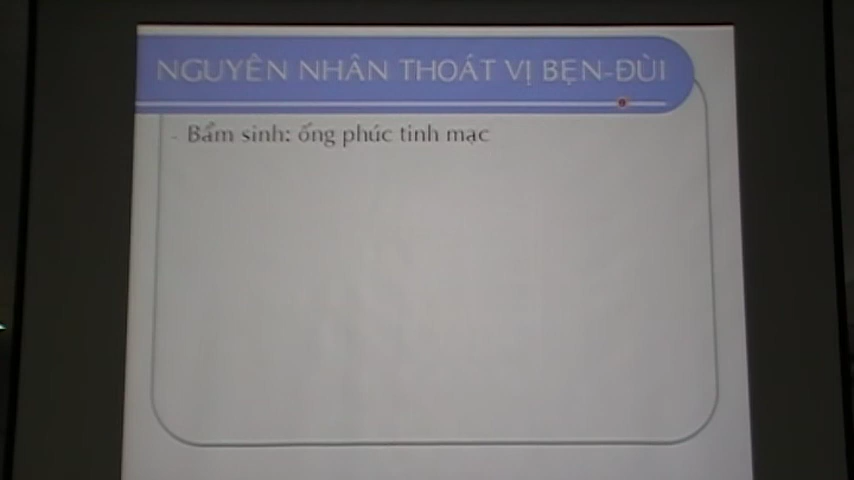 NGUYÊN NHÂN THOÁT VỊ BẸN-ĐÙI
- Bẩm sinh: ống phúc tinh mạc